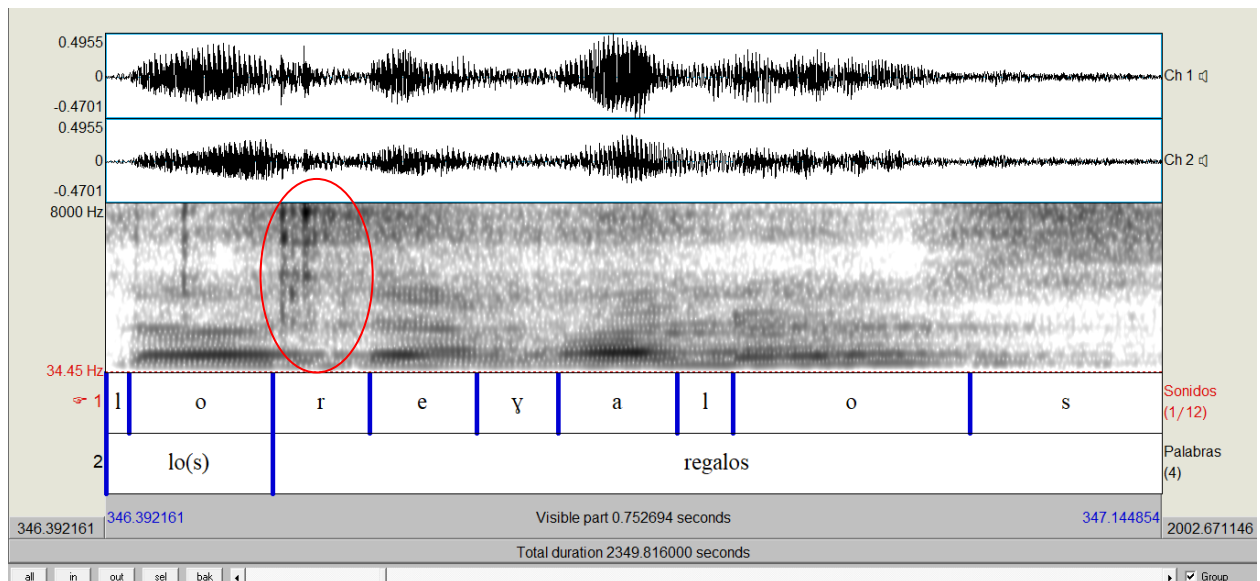 0.4955
0
-0.4701
Ch 1
0.4955
0
-0.4701
Ch 2
8000 Hz
34.45 Hz
1 l o r e ɣ a l o s Sonidos (1/12)
2 lo(s) regalos Palabras (4)
346.392161 346.392161 Visible part 0.752694 seconds 347.144854 2002.671146
Total duration 2349.816000 seconds
all in out sel bak Group